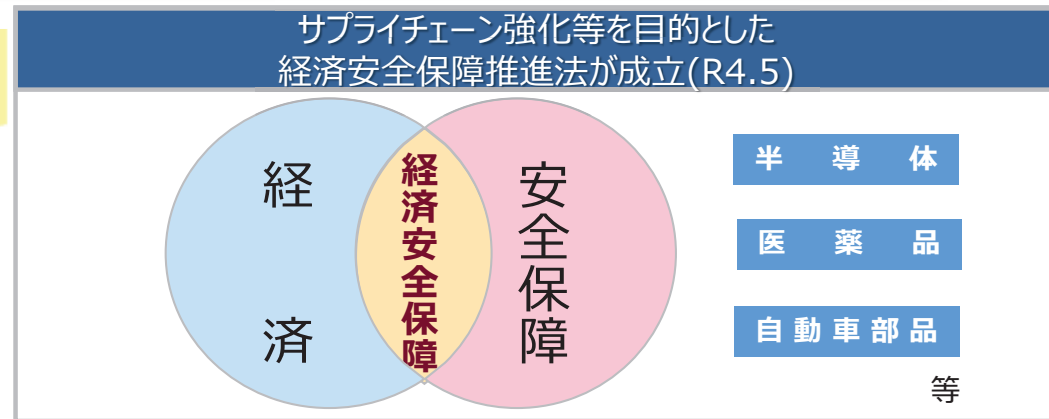 サプライチェーン強化等を目的とした
経済安全保障推進法が成立(R4.5)
経済
経済安全保障
安全保障
半導体
医薬品
自動車部品
等